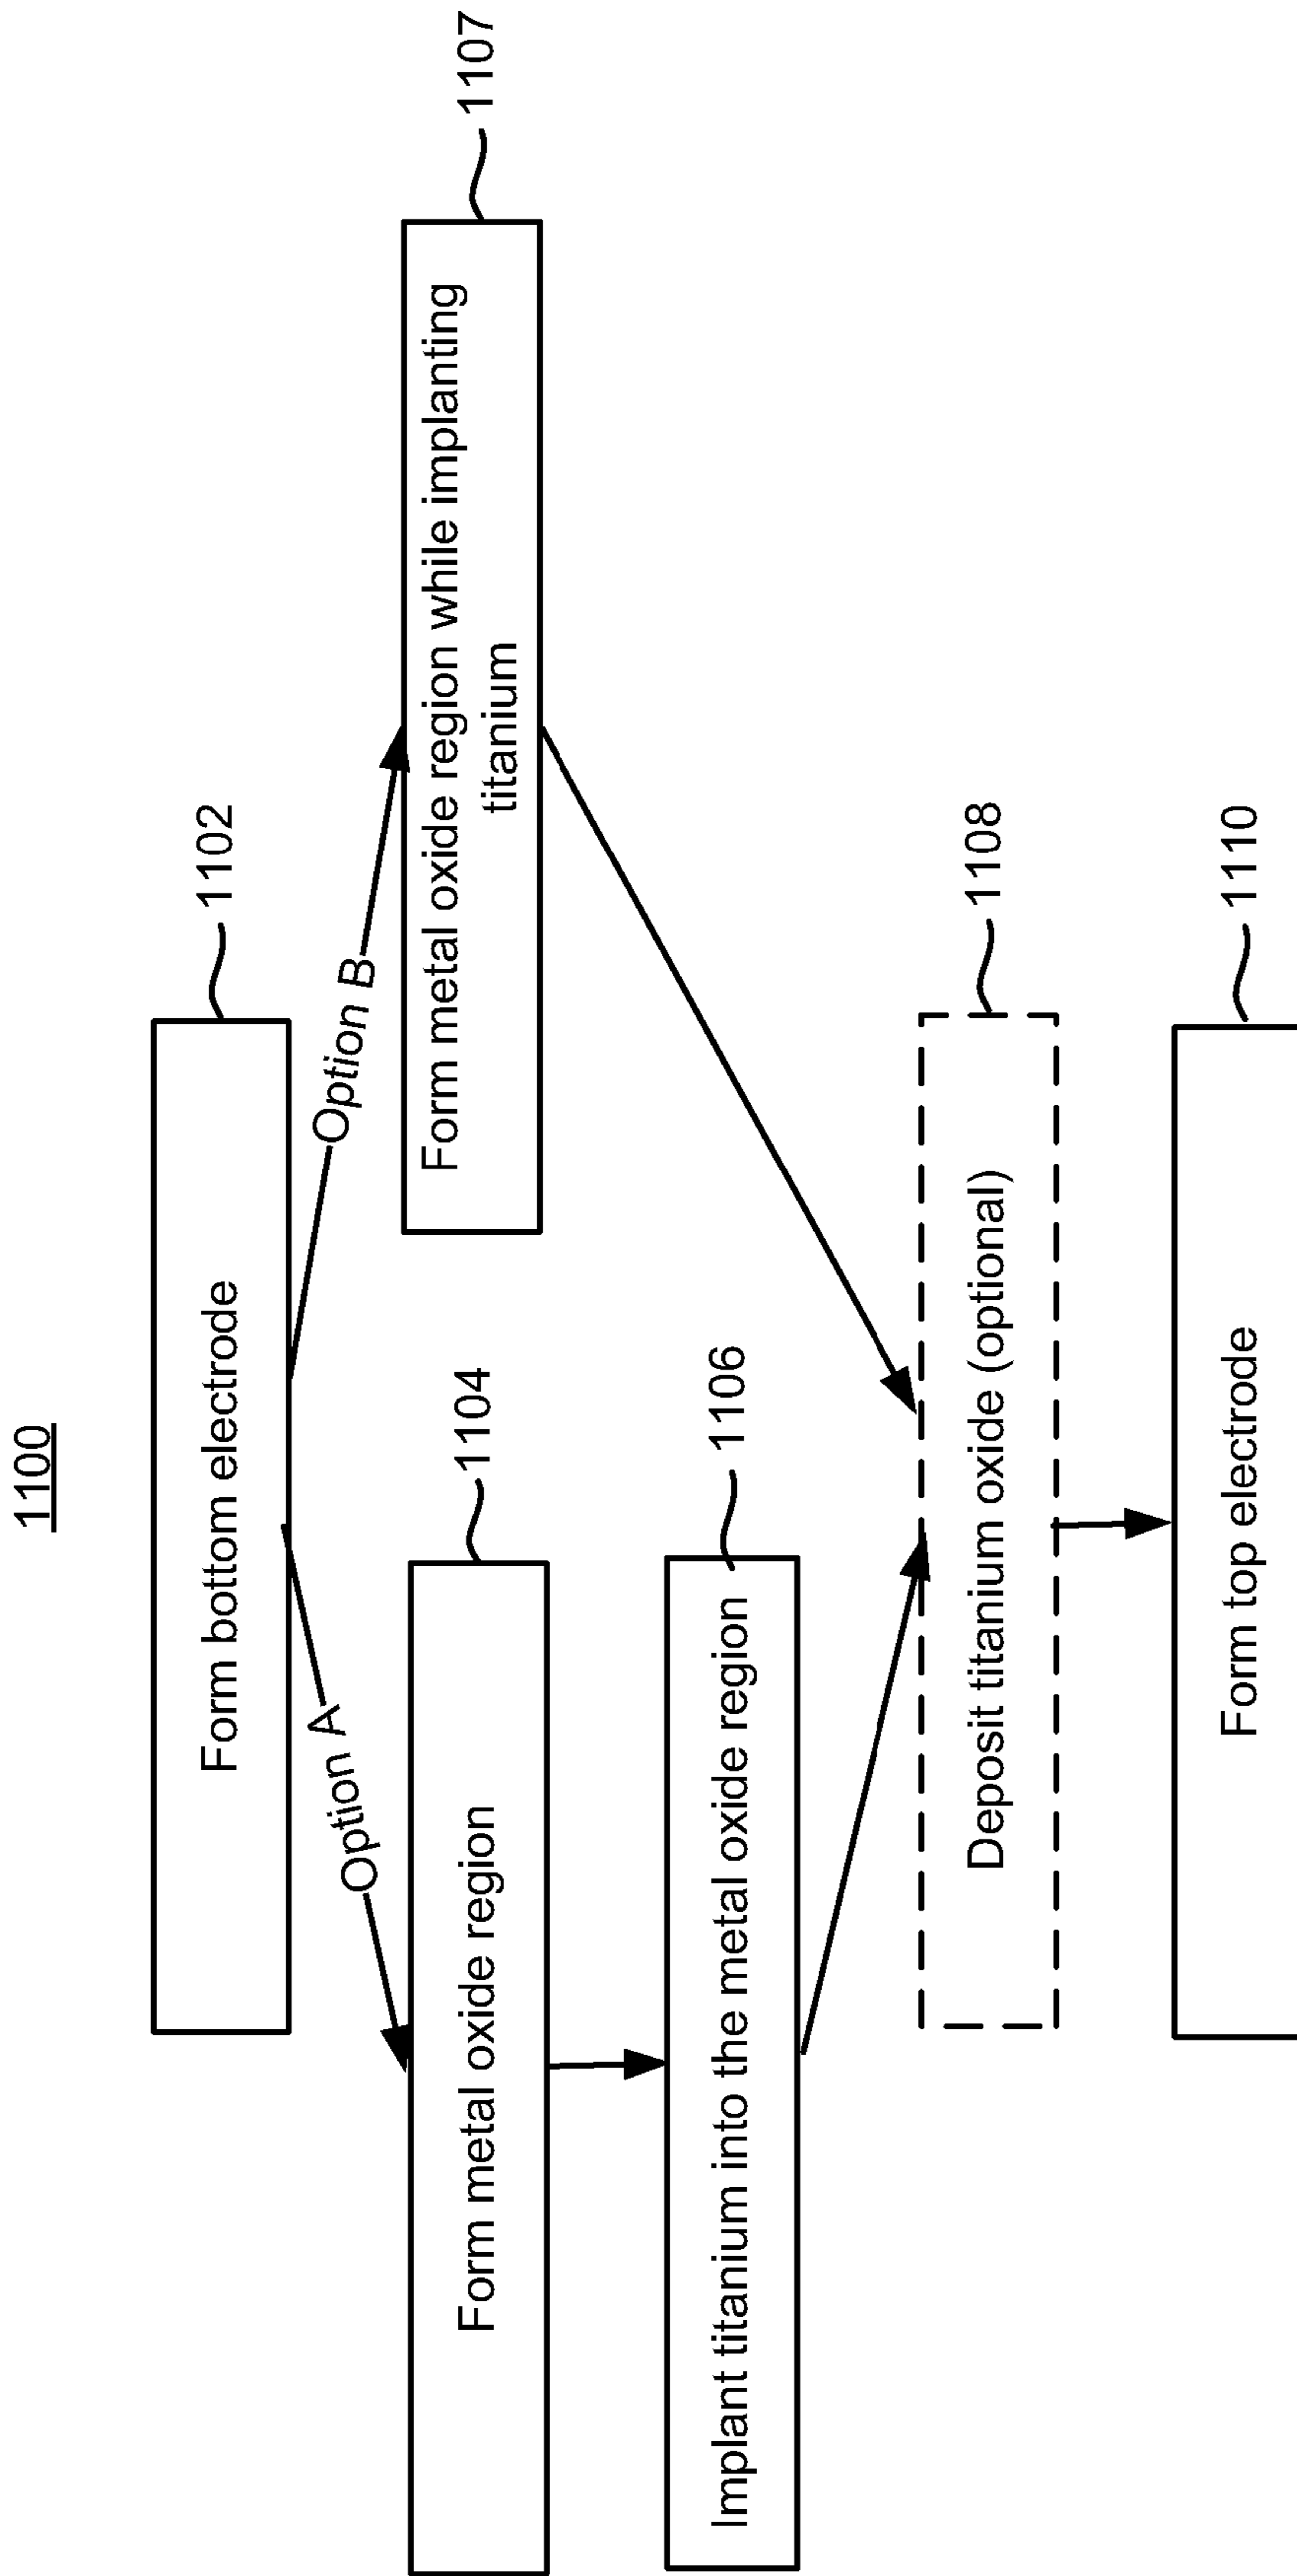 1100
Form bottom electrode
1102
Option A
Option B
Form metal oxide region
1104
Form metal oxide region while implanting
titanium
1107
Implant titanium into the metal oxide region
1106
Deposit titanium oxide (optional)
1108
Form top electrode
1110